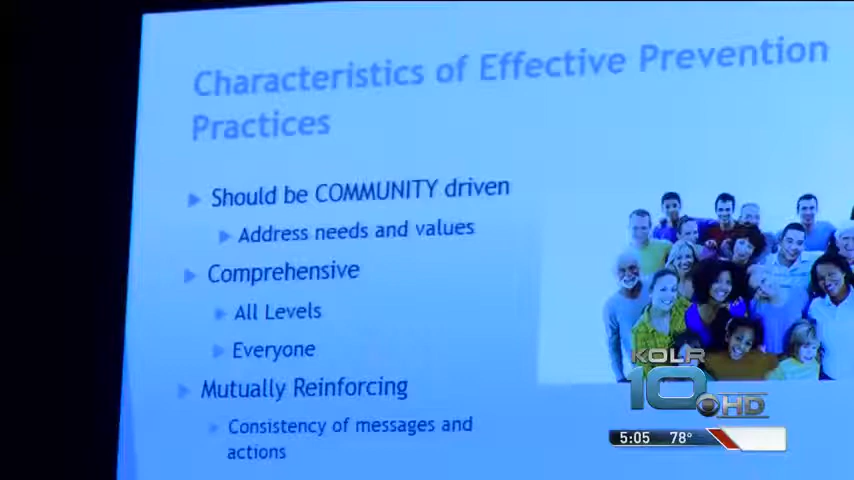 Characteristics of Effective Prevention
Practices
Should be COMMUNITY driven
Address needs and values
Comprehensive
All Levels
Everyone
Mutually Reinforcing
Consistency of messages and
actions
KOLR
10 HD
5:05 78°